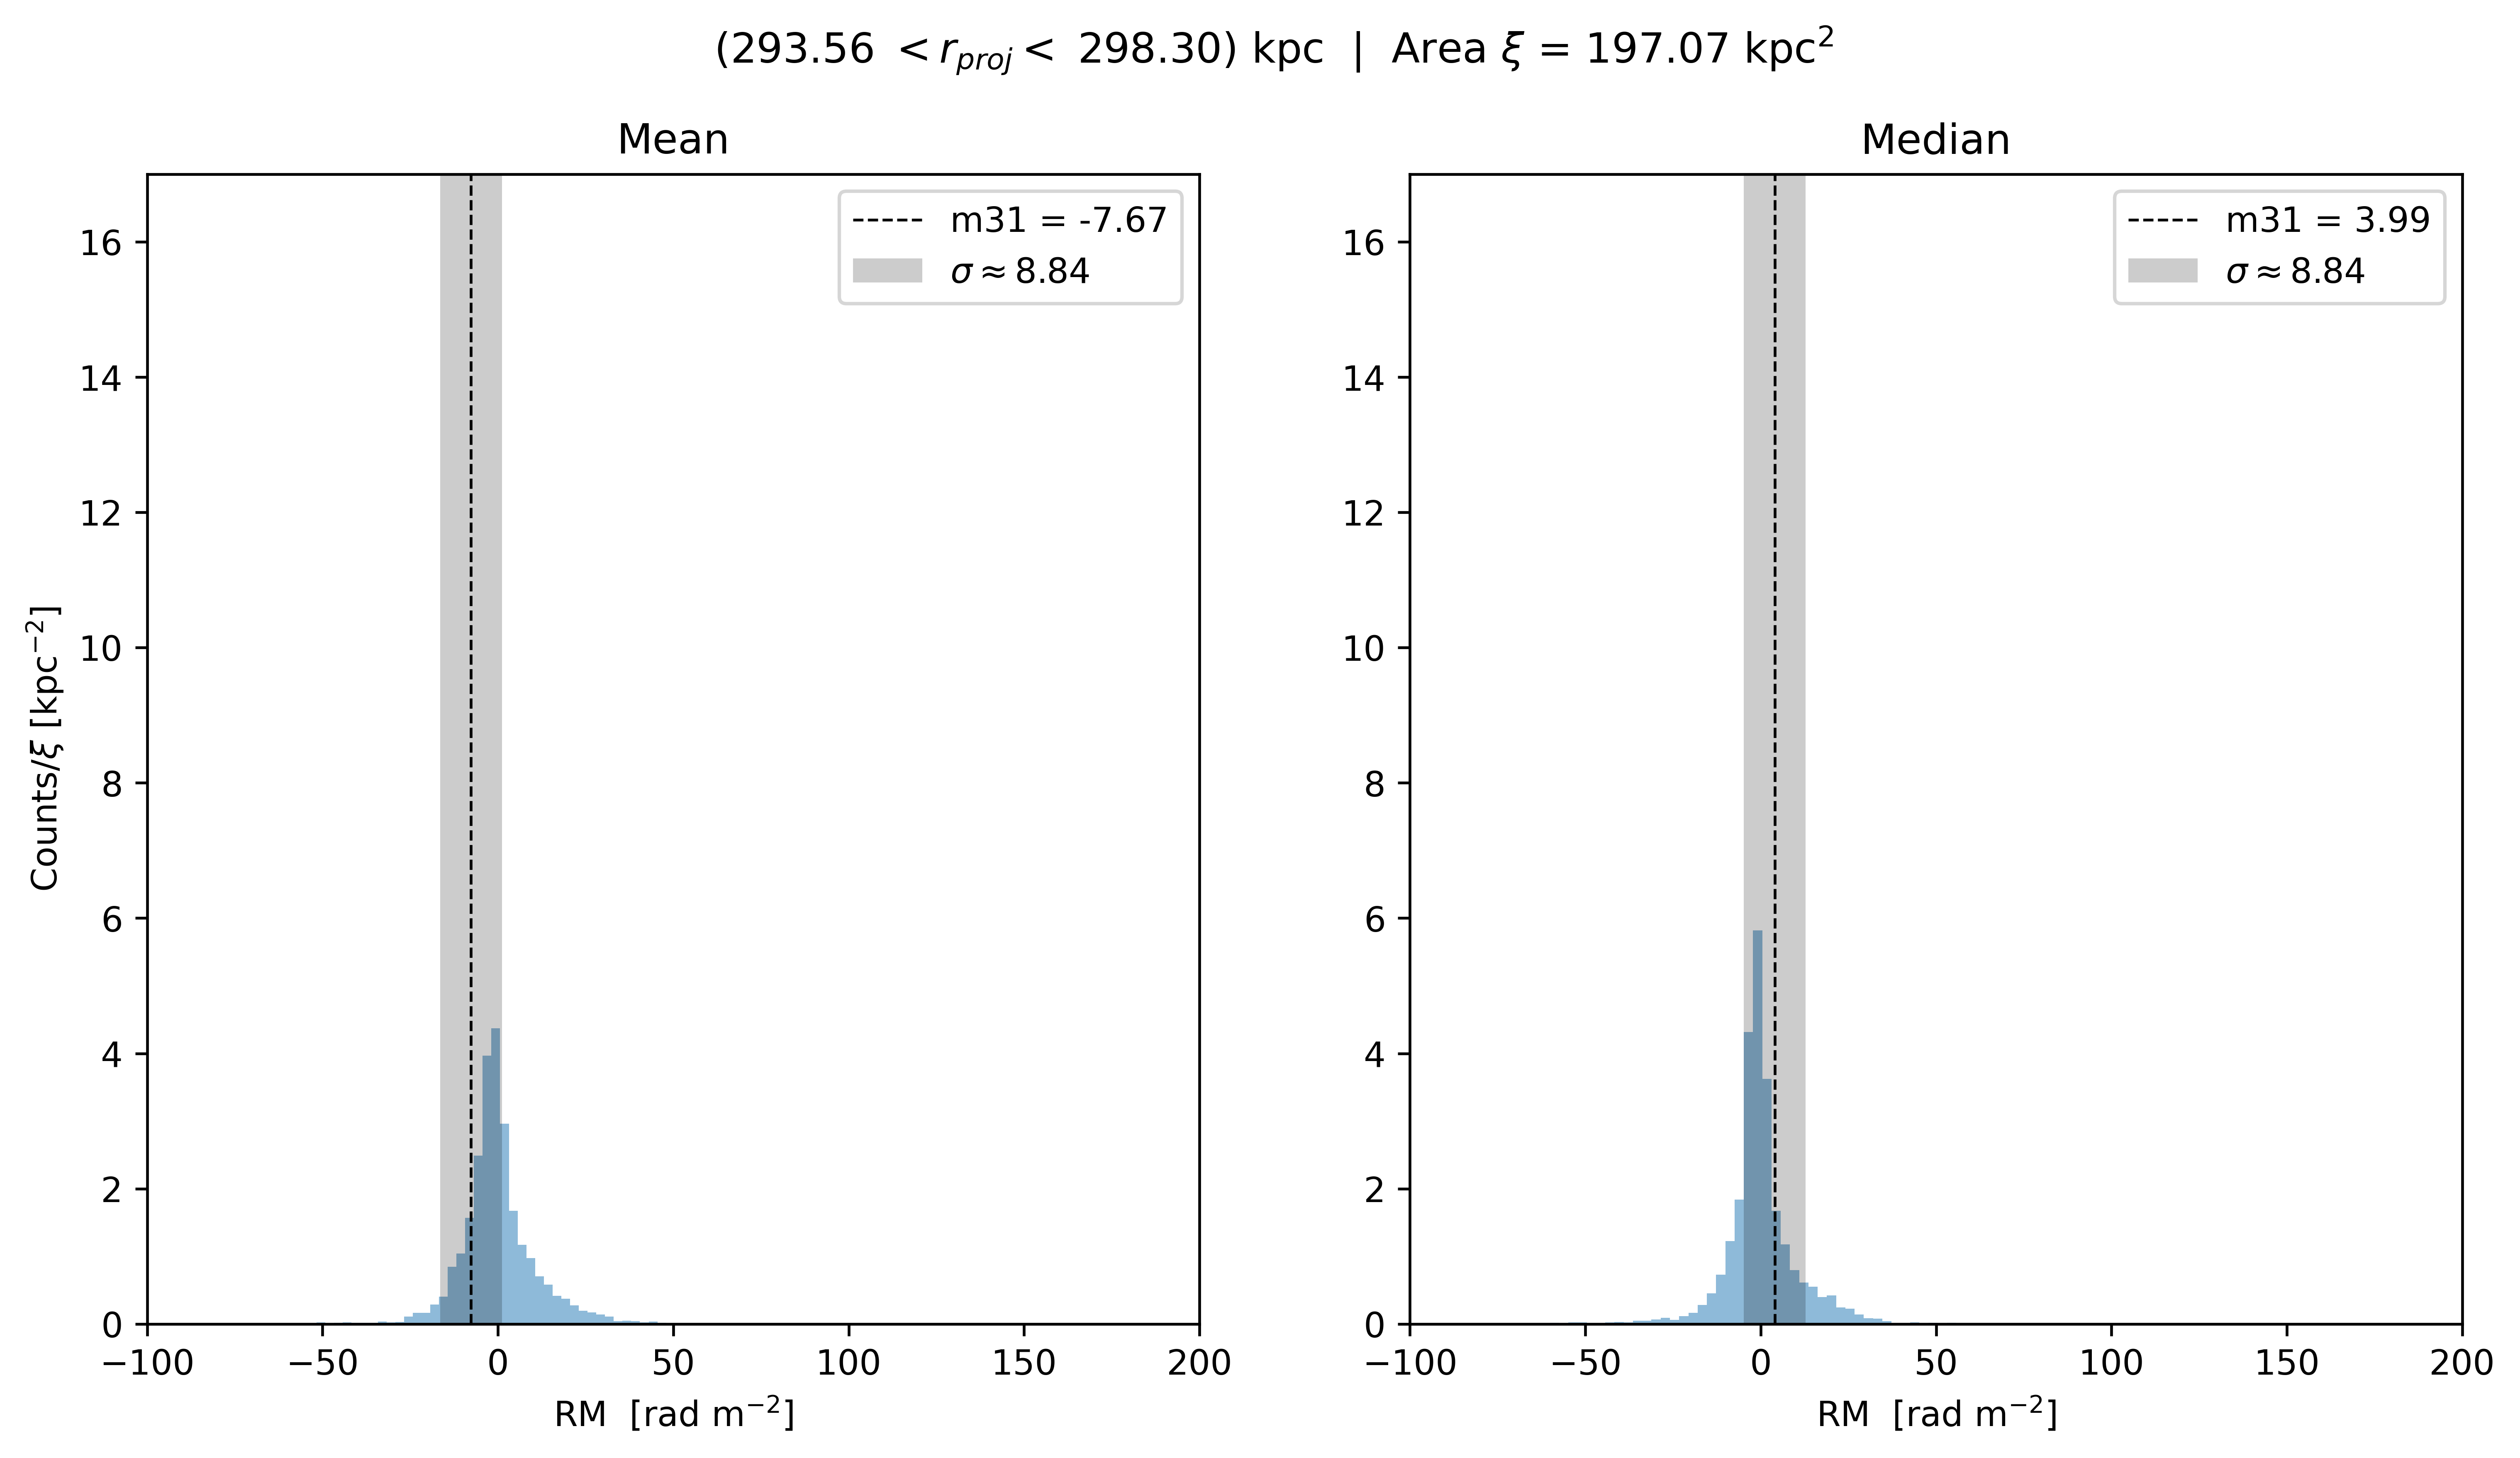 (293.56 < r_proj < 298.30) kpc | Area ξ = 197.07 kpc²
Mean
m31 = -7.67
σ ≈ 8.84
16
14
12
10
8
6
4
2
0
Counts/ξ [kpc⁻²]
−100 −50 0 50 100 150 200
RM [rad m⁻²]
Median
m31 = 3.99
σ ≈ 8.84
16
14
12
10
8
6
4
2
0
−100 −50 0 50 100 150 200
RM [rad m⁻²]